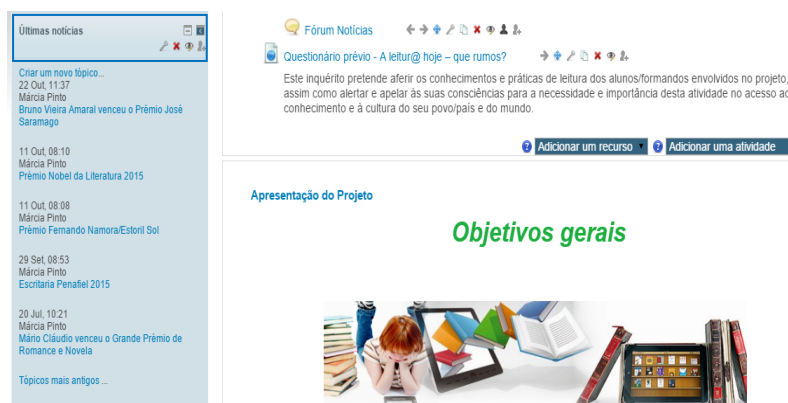 Últimas notícias
Criar um novo tópico...
22 Out, 11:37
Márcia Pinto
Bruno Vieira Amaral venceu o Prémio José
Saramago
11 Out, 08:10
Márcia Pinto
Prémio Nobel da Literatura 2015
11 Out, 08:08
Márcia Pinto
Prémio Fernando Namora/Estoril Sol
29 Set, 08:53
Márcia Pinto
Escritaria Penafiel 2015
20 Jul, 10:21
Márcia Pinto
Mário Cláudio venceu o Grande Prémio de
Romance e Novela
Tópicos mais antigos ...
Fórum Notícias
Questionário prévio - A leitur@ hoje – que rumos?
Este inquérito pretende aferir os conhecimentos e práticas de leitura dos alunos/formandos envolvidos no projeto,
assim como alertar e apelar às suas consciências para a necessidade e importância desta atividade no acesso ao
conhecimento e à cultura do seu povo/país e do mundo.
Adicionar um recurso
Adicionar uma atividade
Apresentação do Projeto
Objetivos gerais